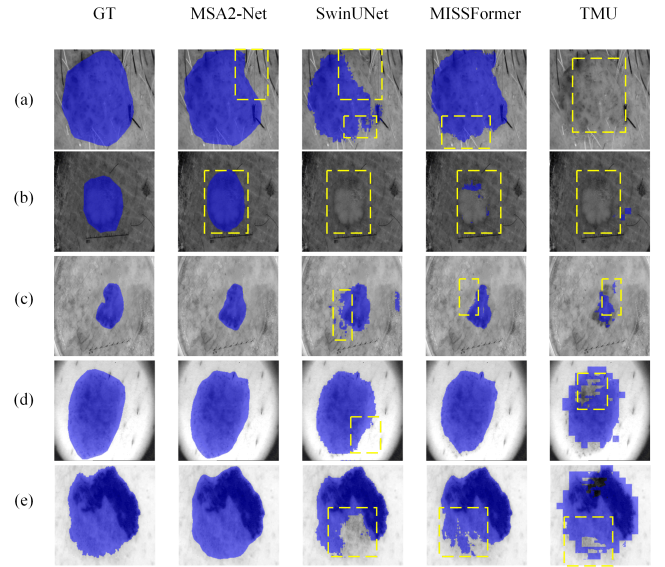 GT MSA2-Net SwinUNet MISSFormer TMU
(a)
(b)
(c)
(d)
(e)